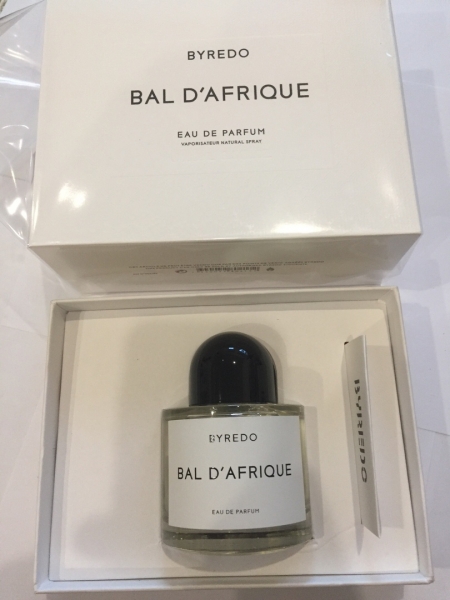 BYREDO
BAL D'AFRIQUE
EAU DE PARFUM
VAPORISATEUR NATURAL SPRAY
BYREDO
BAL D'AFRIQUE
EAU DE PARFUM
BYREDO